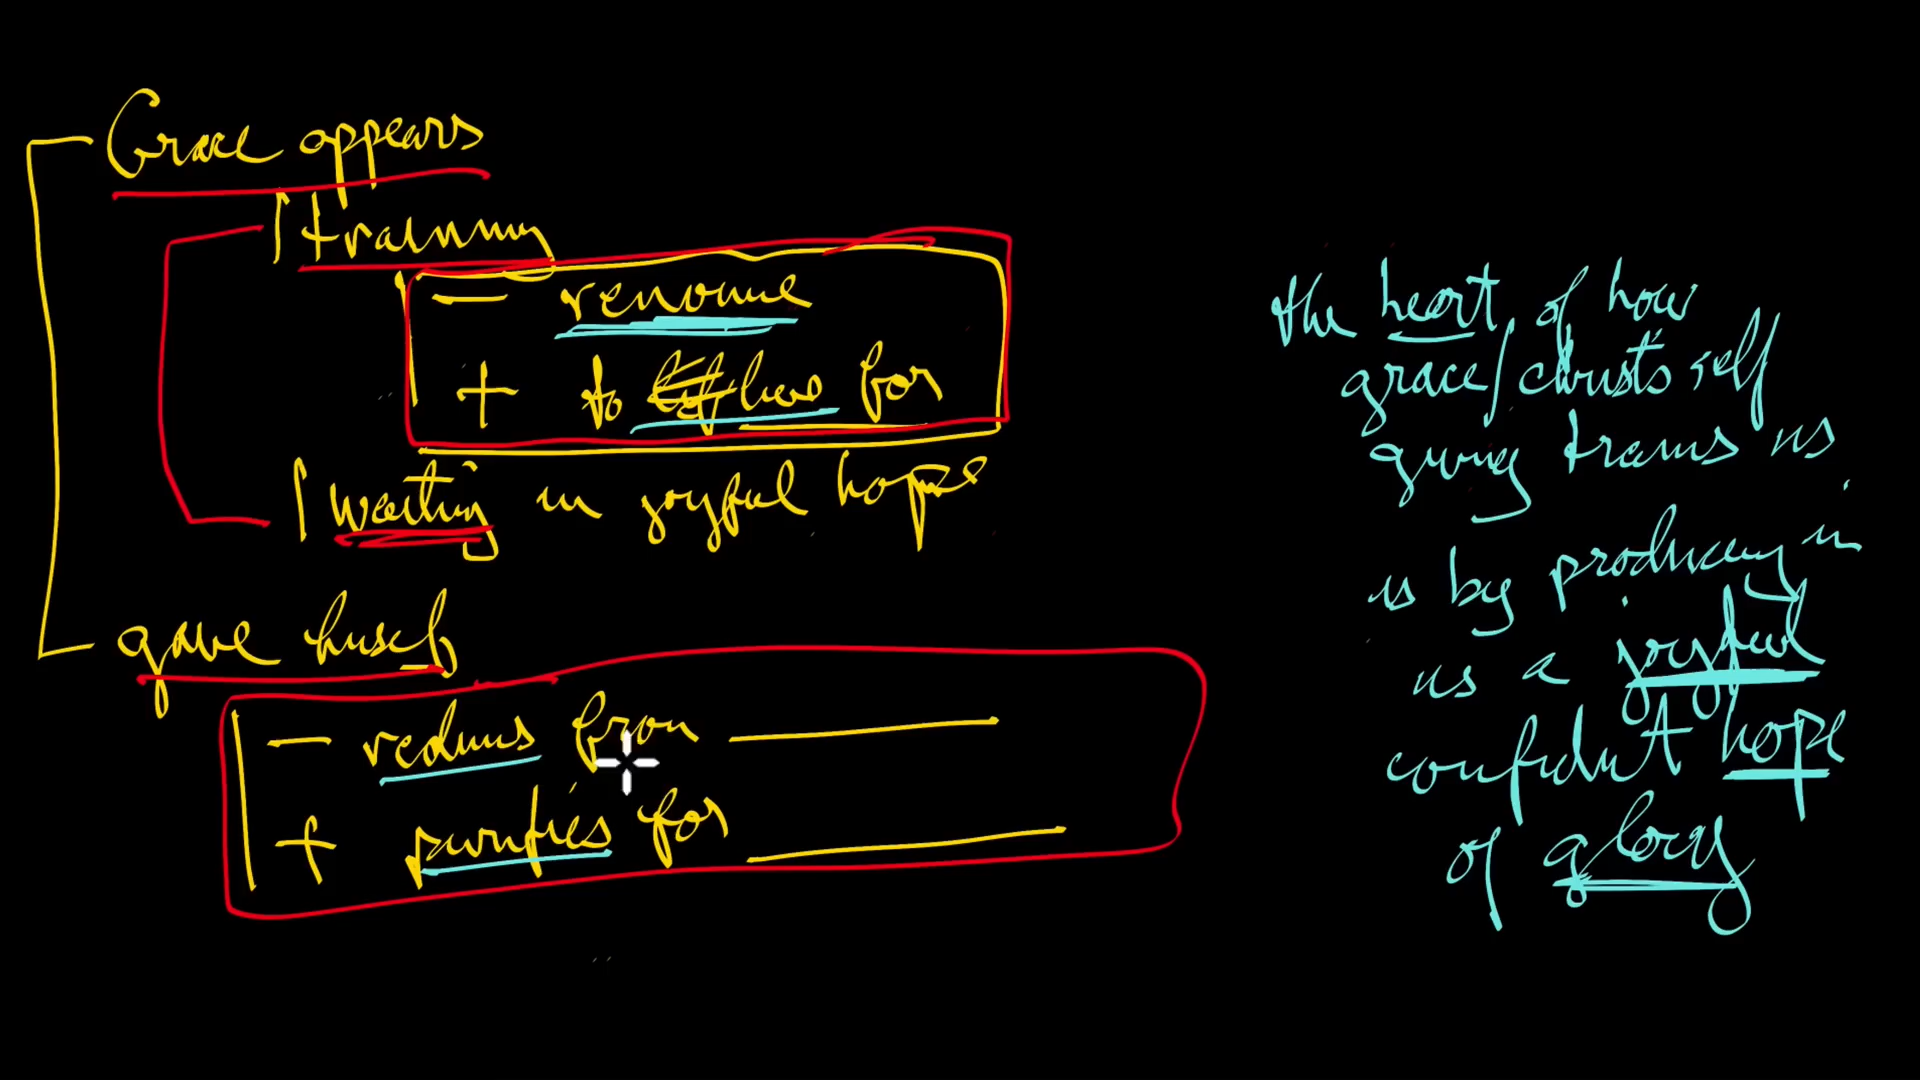 Grace appears
training
– renounce
+ to live for
waiting in joyful hope
gave himself
– redeems from
+ purifies for
the heart of how
grace/christ's self
giving trains us
is by producing in
us a joyful
confident hope
of glory